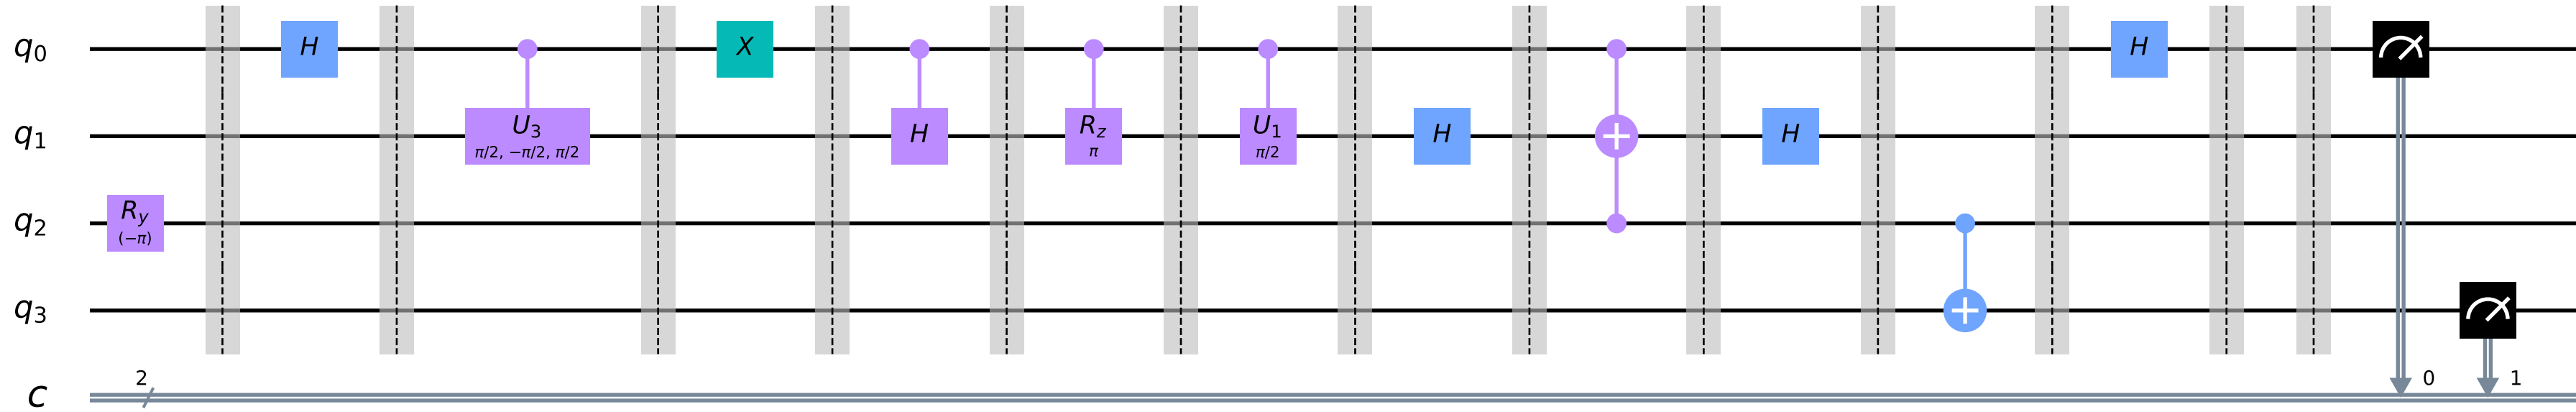 q0 H X H
U3 H Rz U1 H H
q1 π/2, −π/2, π/2 π π/2
Ry
q2 (−π)
q3
2 0 1
c